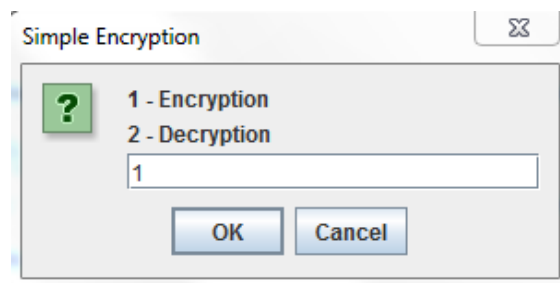 Simple Encryption
1 - Encryption
2 - Decryption
1
OK Cancel